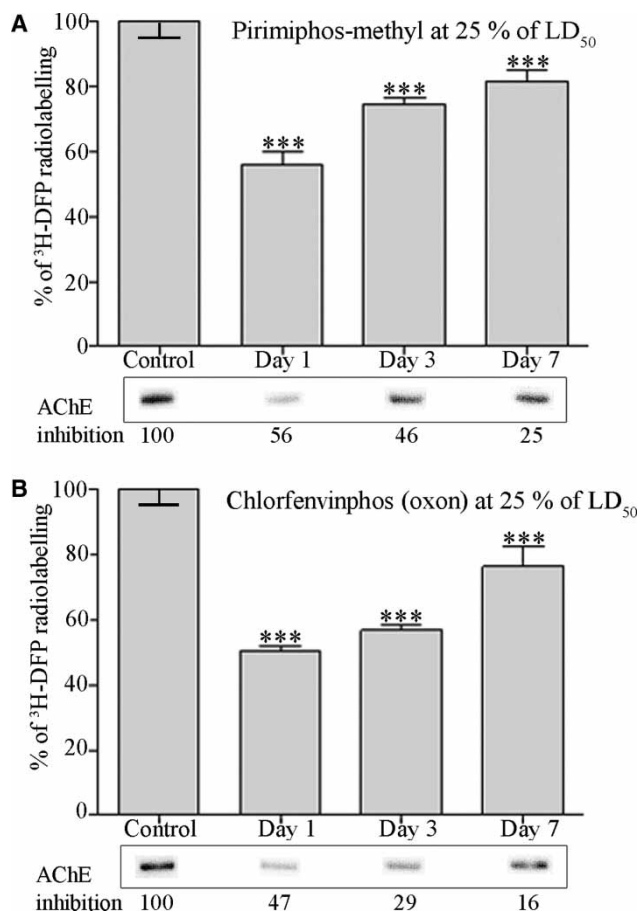 A
Pirimiphos-methyl at 25 % of LD50
% of ³H-DFP radiolabelling
100
80
60
40
20
0
*** *** ***
Control Day 1 Day 3 Day 7
AChE
inhibition 100 56 46 25
B
Chlorfenvinphos (oxon) at 25 % of LD50
% of ³H-DFP radiolabelling
100
80
60
40
20
0
*** *** ***
Control Day 1 Day 3 Day 7
AChE
inhibition 100 47 29 16